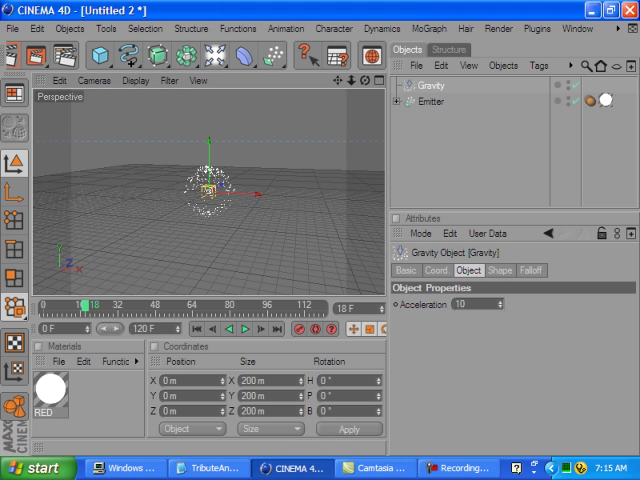 CINEMA 4D - [Untitled 2 *]
File Edit Objects Tools Selection Structure Functions Animation Character Dynamics MoGraph Hair Render Plugins Window
Objects Structure
File Edit View Objects Tags
Gravity
Emitter
Edit Cameras Display Filter View
Perspective
Y
Z X
Attributes
Mode Edit User Data
Gravity Object [Gravity]
Basic Coord. Object Shape Falloff
Object Properties
Acceleration 10
0 16 18 32 48 64 80 96 112 18 F
0 F 120 F
Materials
File Edit Functic
RED
Coordinates
Position Size Rotation
X 0 m X 200 m H 0 °
Y 0 m Y 200 m P 0 °
Z 0 m Z 200 m B 0 °
Object Size Apply
MAXO
CINEM
start Windows ... TributeAn... CINEMA 4... Camtasia ... Recording... 7:15 AM